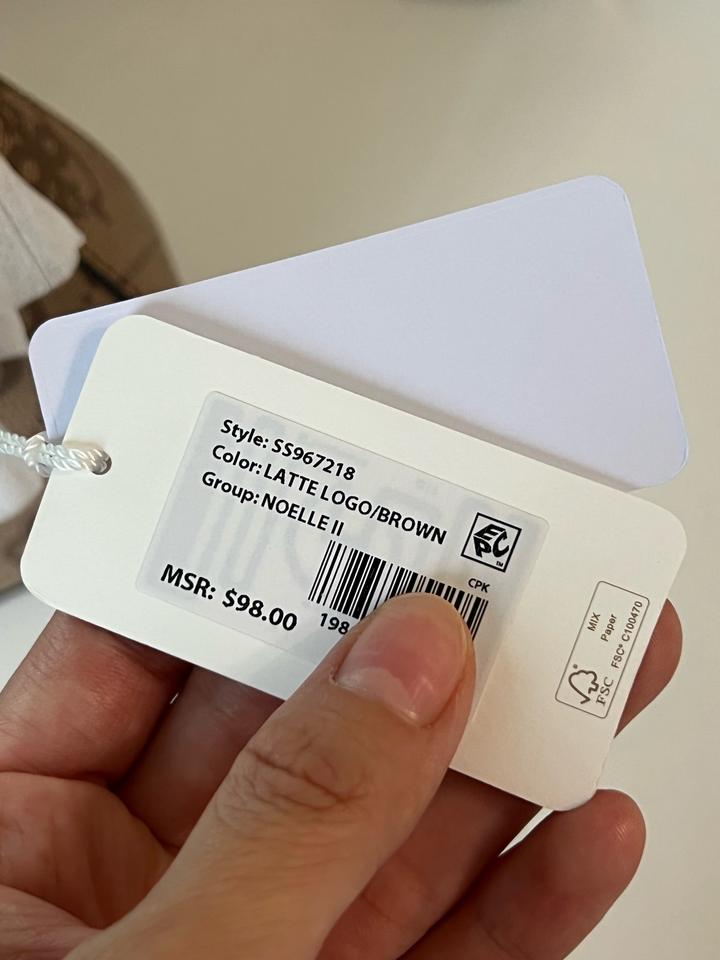 Style: SS967218
Color: LATTE LOGO/BROWN
Group: NOELLE II
EPC™
CPK
MSR: $98.00
198
MIX
Paper
FSC® C100470
FSC®